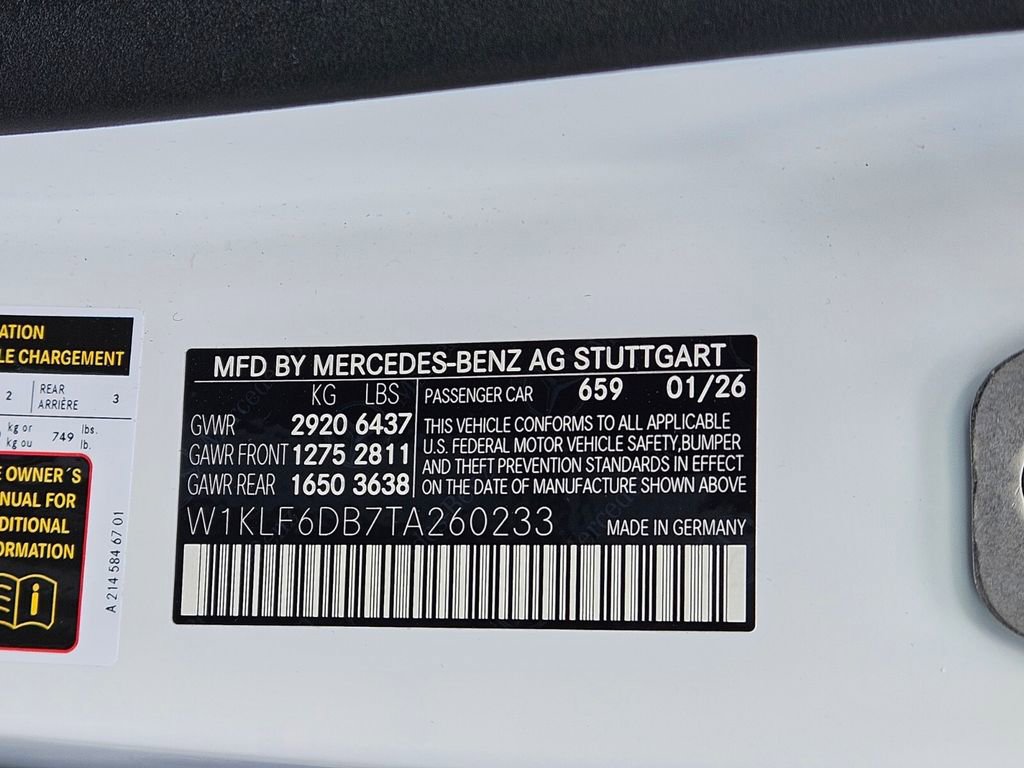 ATION
LE CHARGEMENT
2 REAR ARRIÈRE 3
kg or
kg ou 749 lbs. lb.
E OWNER´S
NUAL FOR
DITIONAL
ORMATION
A 214 584 67 01
MFD BY MERCEDES-BENZ AG STUTTGART
KG LBS
GVWR 2920 6437
GAWR FRONT 1275 2811
GAWR REAR 1650 3638
PASSENGER CAR 659 01/26
THIS VEHICLE CONFORMS TO ALL APPLICABLE
U.S. FEDERAL MOTOR VEHICLE SAFETY,BUMPER
AND THEFT PREVENTION STANDARDS IN EFFECT
ON THE DATE OF MANUFACTURE SHOWN ABOVE
W1KLF6DB7TA260233
MADE IN GERMANY